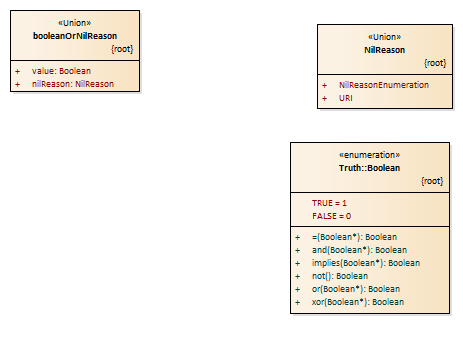 «Union»
booleanOrNilReason
{root}
+ value: Boolean
+ nilReason: NilReason
«Union»
NilReason
{root}
+ NilReasonEnumeration
+ URI
«enumeration»
Truth::Boolean
{root}
TRUE = 1
FALSE = 0
+ =(Boolean*): Boolean
+ and(Boolean*): Boolean
+ implies(Boolean*): Boolean
+ not(): Boolean
+ or(Boolean*): Boolean
+ xor(Boolean*): Boolean